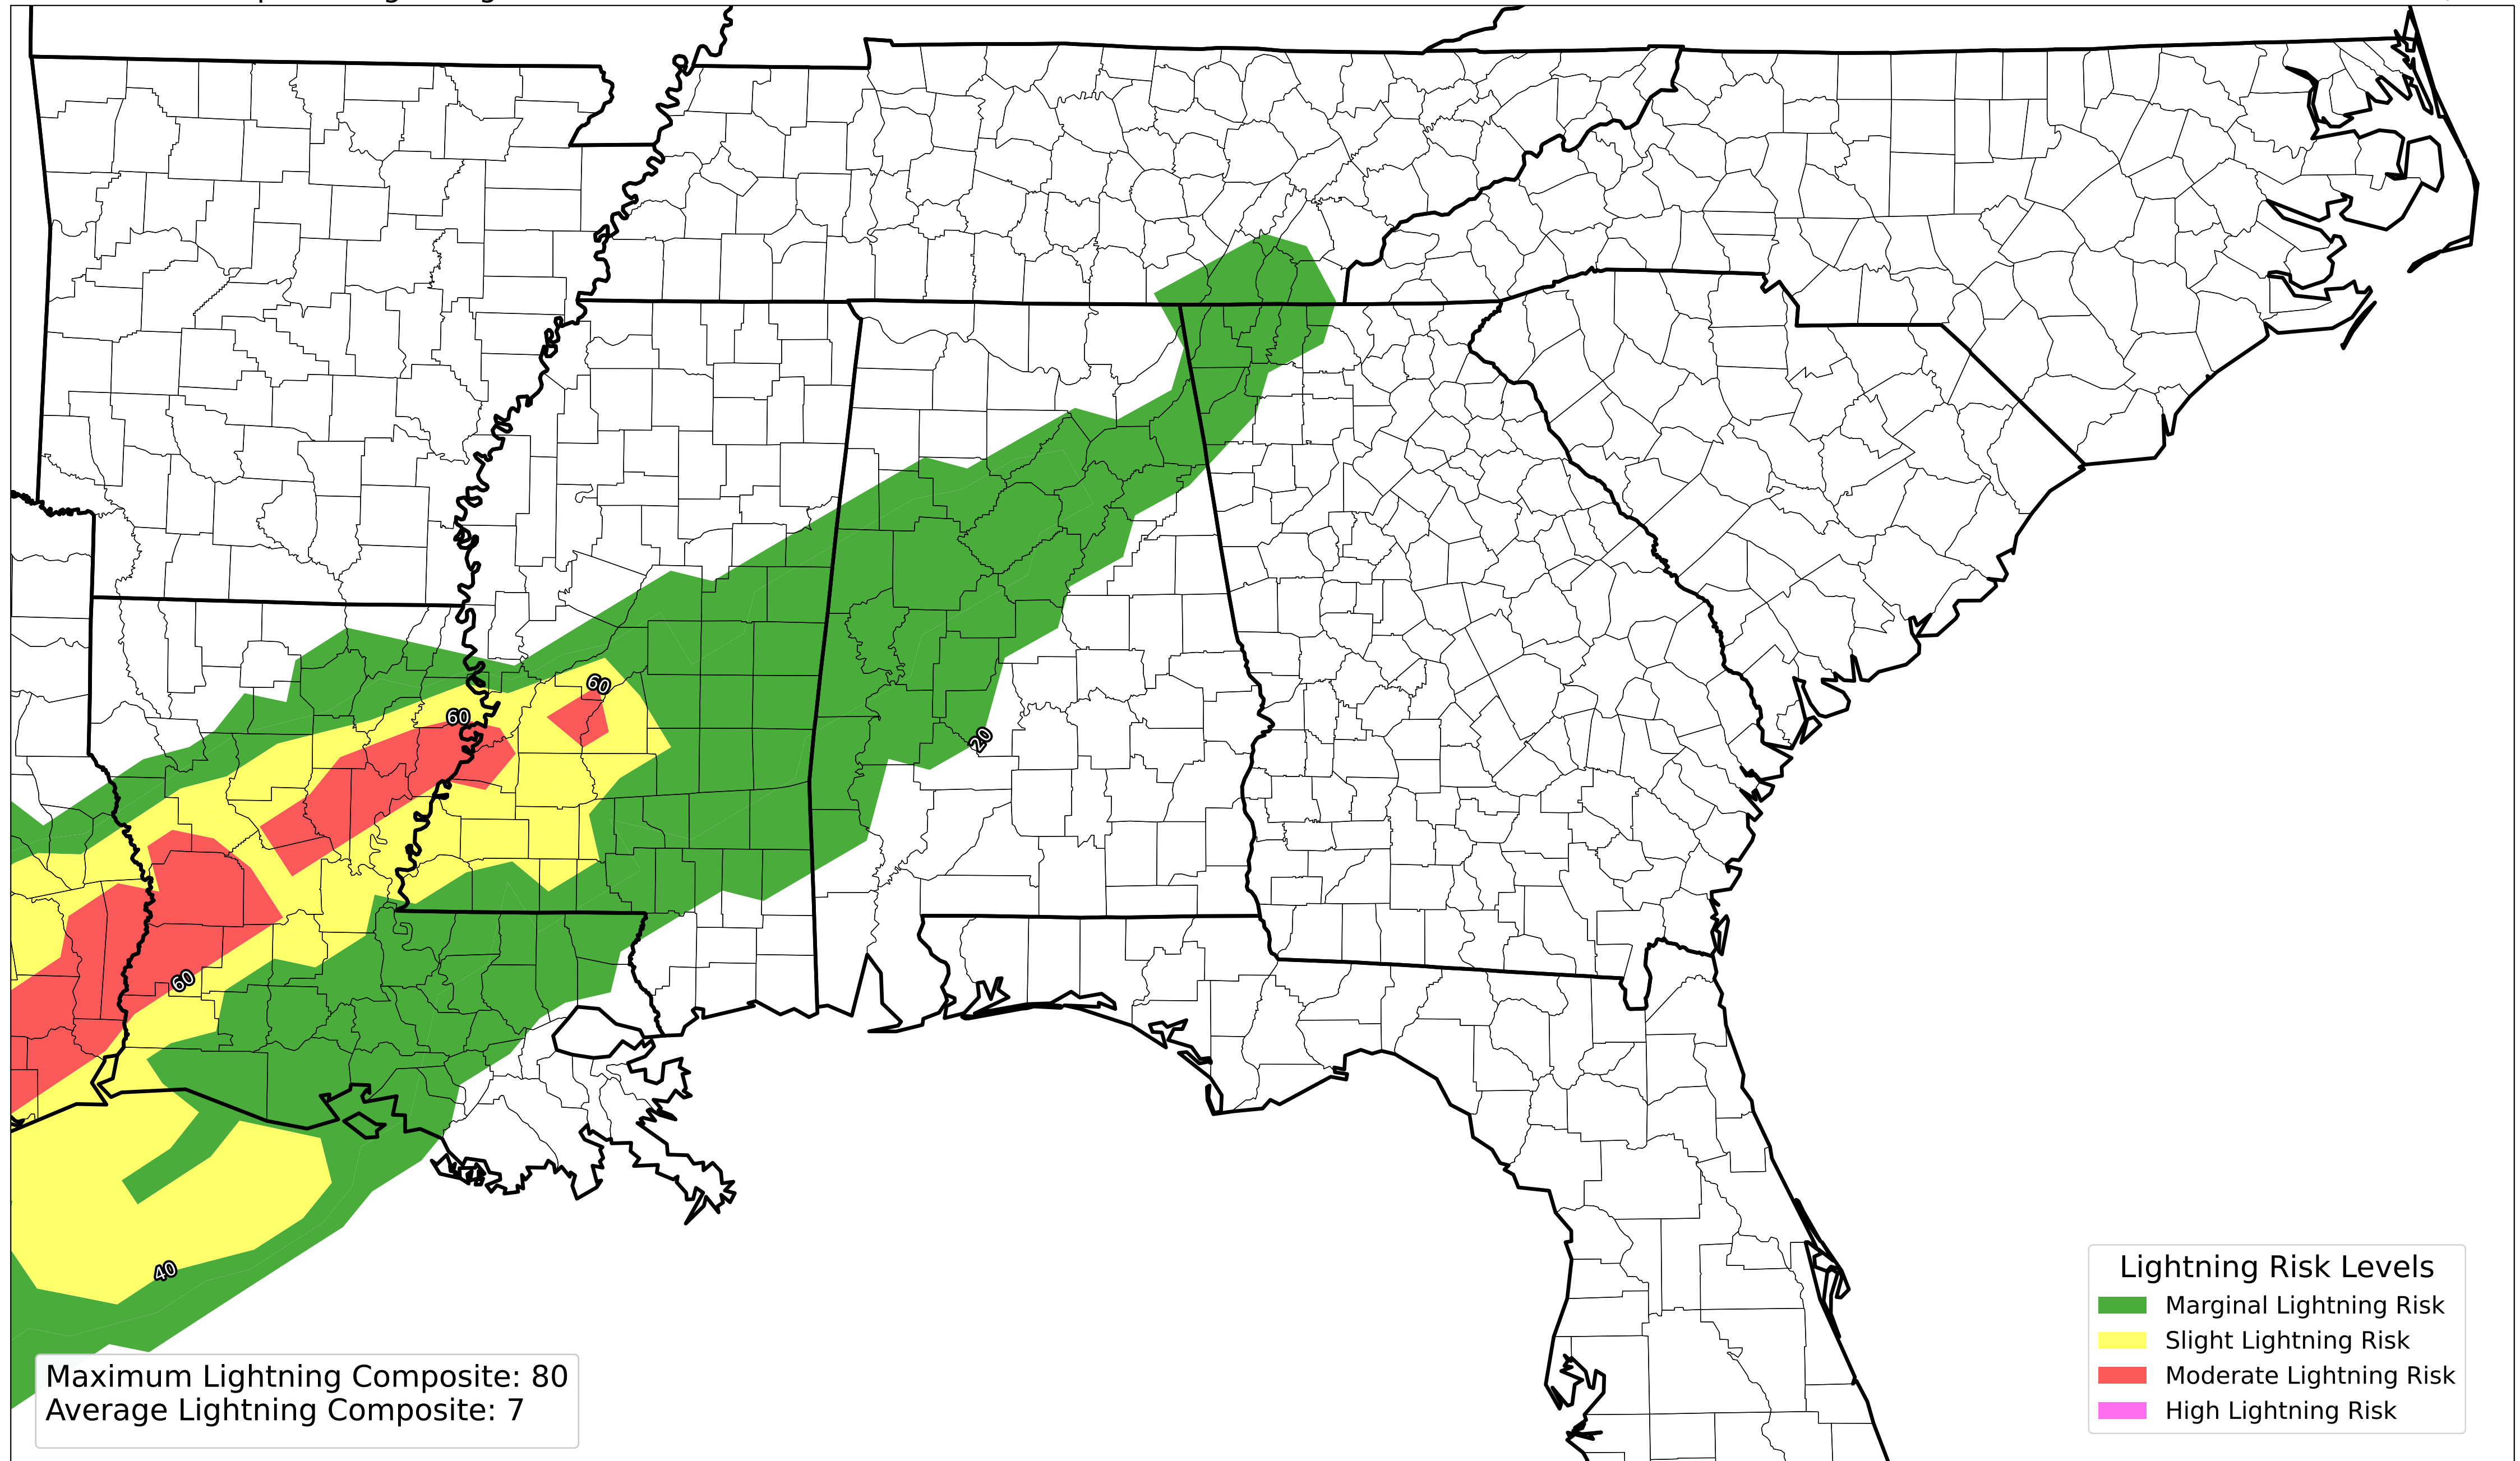 60
60
20
60
40
Maximum Lightning Composite: 80
Average Lightning Composite: 7
Lightning Risk Levels
Marginal Lightning Risk
Slight Lightning Risk
Moderate Lightning Risk
High Lightning Risk